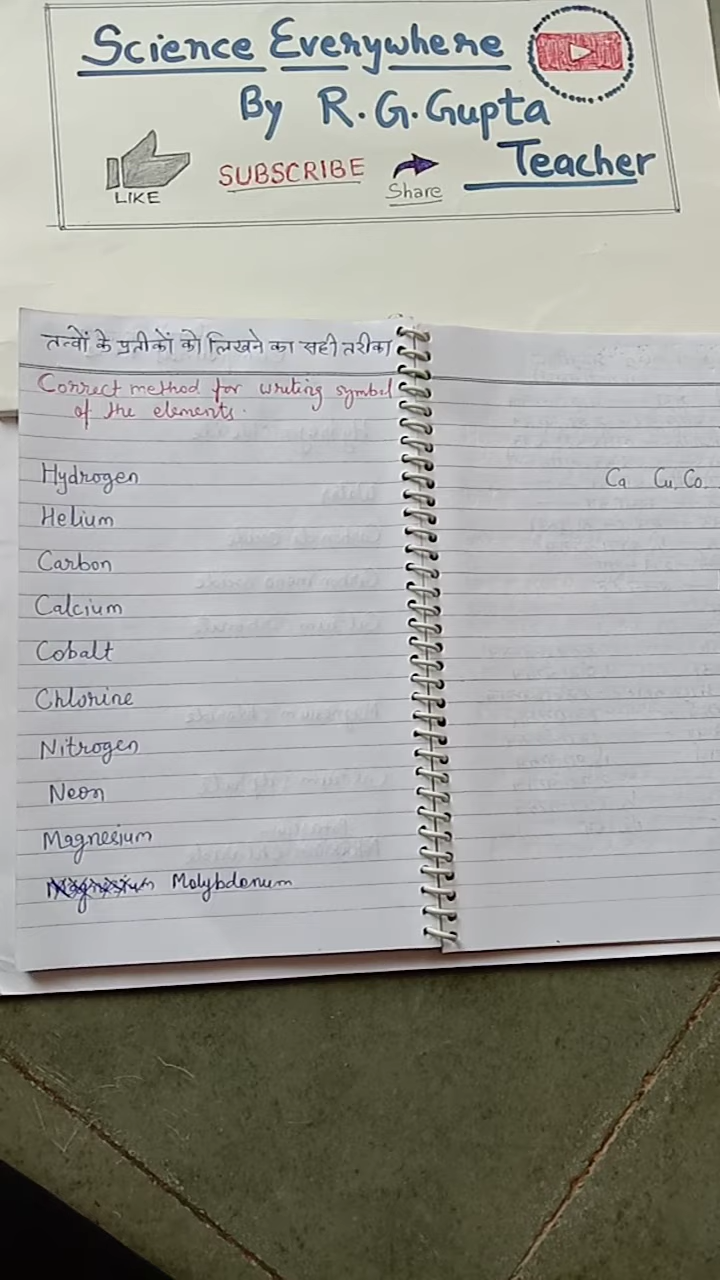 Science Everywhere
By R.G.Gupta
Teacher
LIKE
SUBSCRIBE
Share
तत्वों के प्रतीकों को लिखने का सही तरीका
Correct method for writing symbol
of the elements.
Hydrogen
Helium
Carbon
Calcium
Cobalt
Chlorine
Nitrogen
Neon
Magnesium
Magnesium Molybdenum
Ca Cu, Co